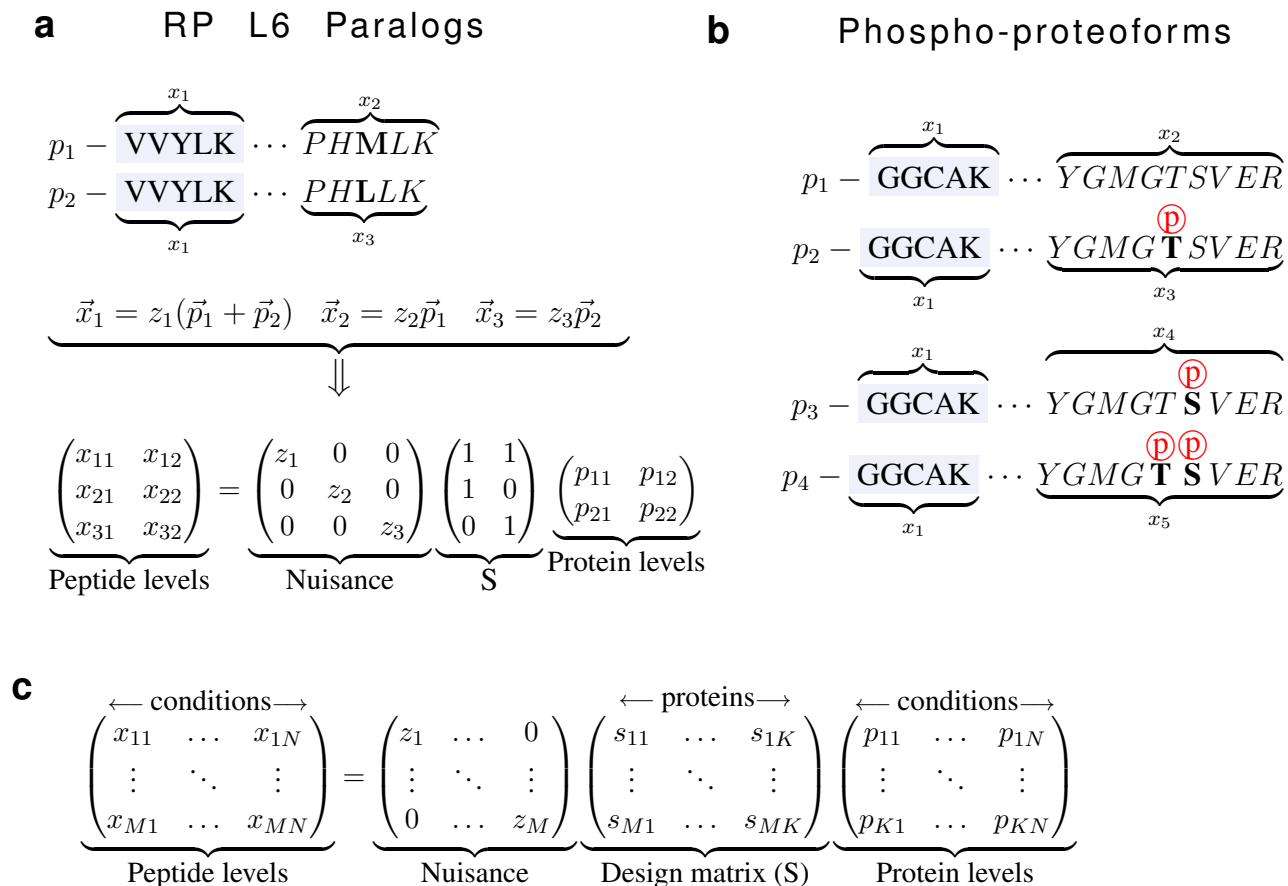 a RP L6 Paralogs
x₁ x₂
p₁ − VVYLK ⋯ PHMLK
p₂ − VVYLK ⋯ PHLLK
x₁ x₃
x⃗₁ = z₁(p⃗₁ + p⃗₂) x⃗₂ = z₂p⃗₁ x⃗₃ = z₃p⃗₂
⇓
(x₁₁ x₁₂) (z₁ 0 0) (1 1) (p₁₁ p₁₂)
(x₂₁ x₂₂) = (0 z₂ 0) (1 0) (p₂₁ p₂₂)
(x₃₁ x₃₂) (0 0 z₃) (0 1)
Peptide levels Nuisance S Protein levels
b Phospho-proteoforms
x₁ x₂
p₁ − GGCAK ⋯ YGMGTSVER
p
p₂ − GGCAK ⋯ YGMGTSVER
x₁ x₃
x₁ x₄
p
p₃ − GGCAK ⋯ YGMGTSVER
p p
p₄ − GGCAK ⋯ YGMGTSVER
x₁ x₅
c ←− conditions −→ ←− proteins −→ ←− conditions −→
(x₁₁ … x₁N) (z₁ … 0) (s₁₁ … s₁K) (p₁₁ … p₁N)
(⋮ ⋱ ⋮) = (⋮ ⋱ ⋮) (⋮ ⋱ ⋮) (⋮ ⋱ ⋮)
(xM₁ … xMN) (0 … zM) (sM₁ … sMK) (pK₁ … pKN)
Peptide levels Nuisance Design matrix (S) Protein levels